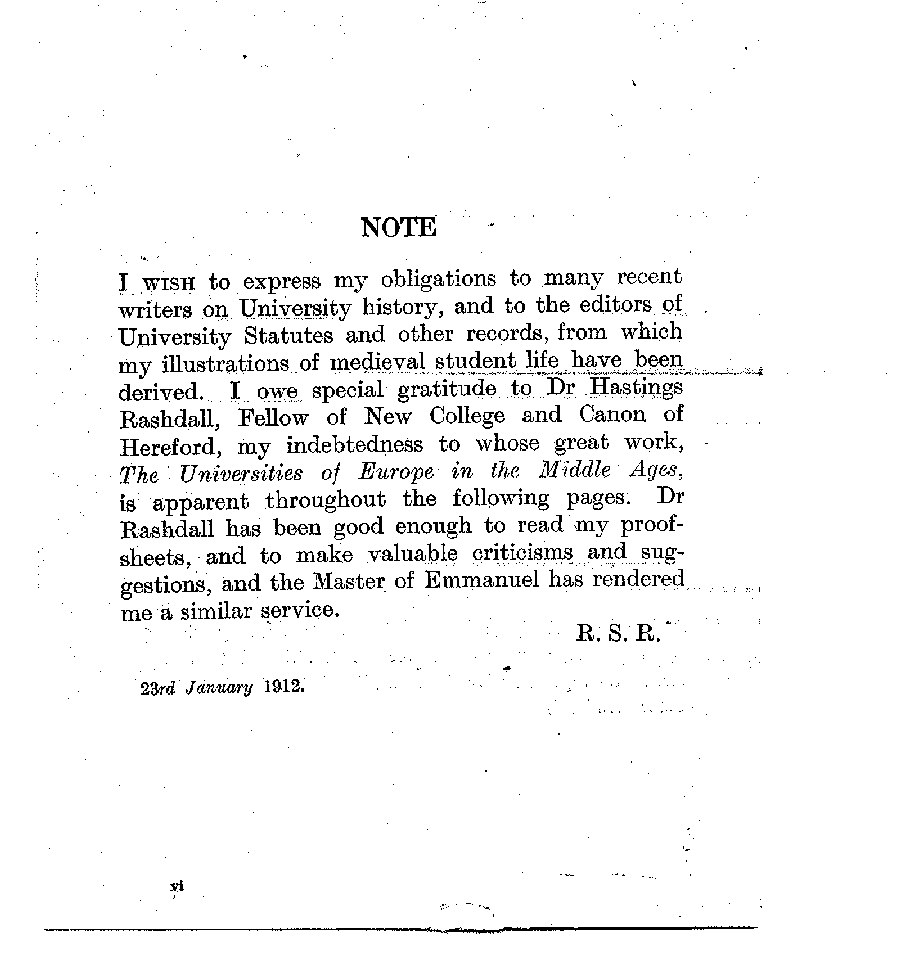 NOTE
I WISH to express my obligations to many recent
writers on University history, and to the editors of
University Statutes and other records, from which
my illustrations of medieval student life have been
derived. I owe special gratitude to Dr Hastings
Rashdall, Fellow of New College and Canon of
Hereford, my indebtedness to whose great work,
The Universities of Europe in the Middle Ages,
is apparent throughout the following pages. Dr
Rashdall has been good enough to read my proof-
sheets, and to make valuable criticisms and sug-
gestions, and the Master of Emmanuel has rendered
me a similar service.
R. S. R.
23rd January 1912.
vi